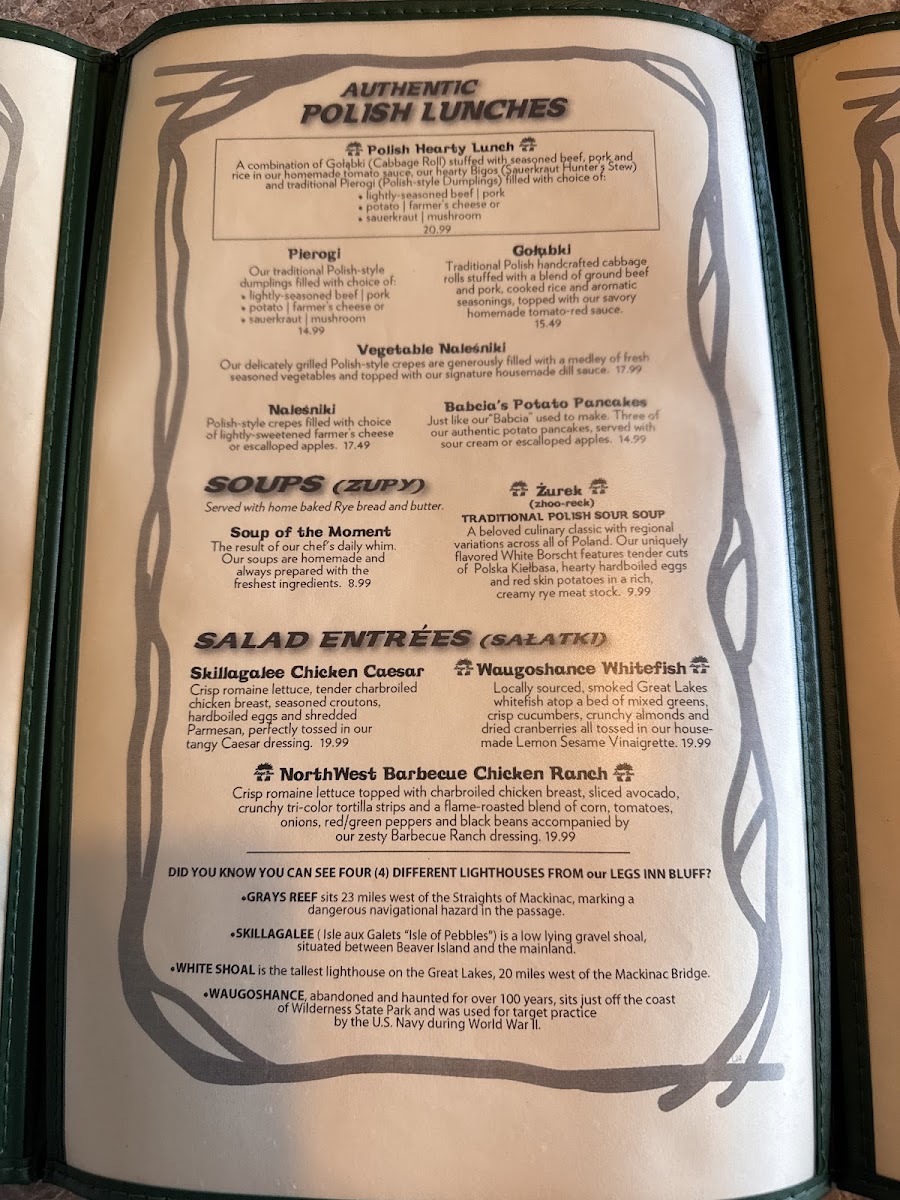 AUTHENTIC
POLISH LUNCHES
Polish Hearty Lunch
A combination of Gołąbki (Cabbage Roll) stuffed with seasoned beef, pork and
rice in our homemade tomato sauce, our hearty Bigos (Sauerkraut Hunter's Stew)
and traditional Pierogi (Polish-style Dumplings) filled with choice of:
• lightly-seasoned beef | pork
• potato | farmer's cheese or
• sauerkraut | mushroom
20.99
Pierogi
Our traditional Polish-style
dumplings filled with choice of:
• lightly-seasoned beef | pork
• potato | farmer's cheese or
• sauerkraut | mushroom
14.99
Gołąbki
Traditional Polish handcrafted cabbage
rolls stuffed with a blend of ground beef
and pork, cooked rice and aromatic
seasonings, topped with our savory
homemade tomato-red sauce.
15.49
Vegetable Naleśniki
Our delicately grilled Polish-style crepes are generously filled with a medley of fresh
seasoned vegetables and topped with our signature housemade dill sauce. 17.99
Naleśniki
Polish-style crepes filled with choice
of lightly-sweetened farmer's cheese
or escalloped apples. 17.49
Babcia's Potato Pancakes
Just like our "Babcia" used to make. Three of
our authentic potato pancakes, served with
sour cream or escalloped apples. 14.99
SOUPS (ZUPY)
Served with home baked Rye bread and butter.
Soup of the Moment
The result of our chef's daily whim.
Our soups are homemade and
always prepared with the
freshest ingredients. 8.99
Żurek
(zhoo-reck)
TRADITIONAL POLISH SOUR SOUP
A beloved culinary classic with regional
variations across all of Poland. Our uniquely
flavored White Borscht features tender cuts
of Polska Kiełbasa, hearty hardboiled eggs
and red skin potatoes in a rich,
creamy rye meat stock. 9.99
SALAD ENTRÉES (SAŁATKI)
Skillagalee Chicken Caesar
Crisp romaine lettuce, tender charbroiled
chicken breast, seasoned croutons,
hardboiled eggs and shredded
Parmesan, perfectly tossed in our
tangy Caesar dressing. 19.99
Waugoshance Whitefish
Locally sourced, smoked Great Lakes
whitefish atop a bed of mixed greens,
crisp cucumbers, crunchy almonds and
dried cranberries all tossed in our house-
made Lemon Sesame Vinaigrette. 19.99
NorthWest Barbecue Chicken Ranch
Crisp romaine lettuce topped with charbroiled chicken breast, sliced avocado,
crunchy tri-color tortilla strips and a flame-roasted blend of corn, tomatoes,
onions, red/green peppers and black beans accompanied by
our zesty Barbecue Ranch dressing. 19.99
DID YOU KNOW YOU CAN SEE FOUR (4) DIFFERENT LIGHTHOUSES FROM our LEGS INN BLUFF?
•GRAYS REEF sits 23 miles west of the Straights of Mackinac, marking a
dangerous navigational hazard in the passage.
•SKILLAGALEE ( Isle aux Galets "Isle of Pebbles") is a low lying gravel shoal,
situated between Beaver Island and the mainland.
•WHITE SHOAL is the tallest lighthouse on the Great Lakes, 20 miles west of the Mackinac Bridge.
•WAUGOSHANCE, abandoned and haunted for over 100 years, sits just off the coast
of Wilderness State Park and was used for target practice
by the U.S. Navy during World War II.